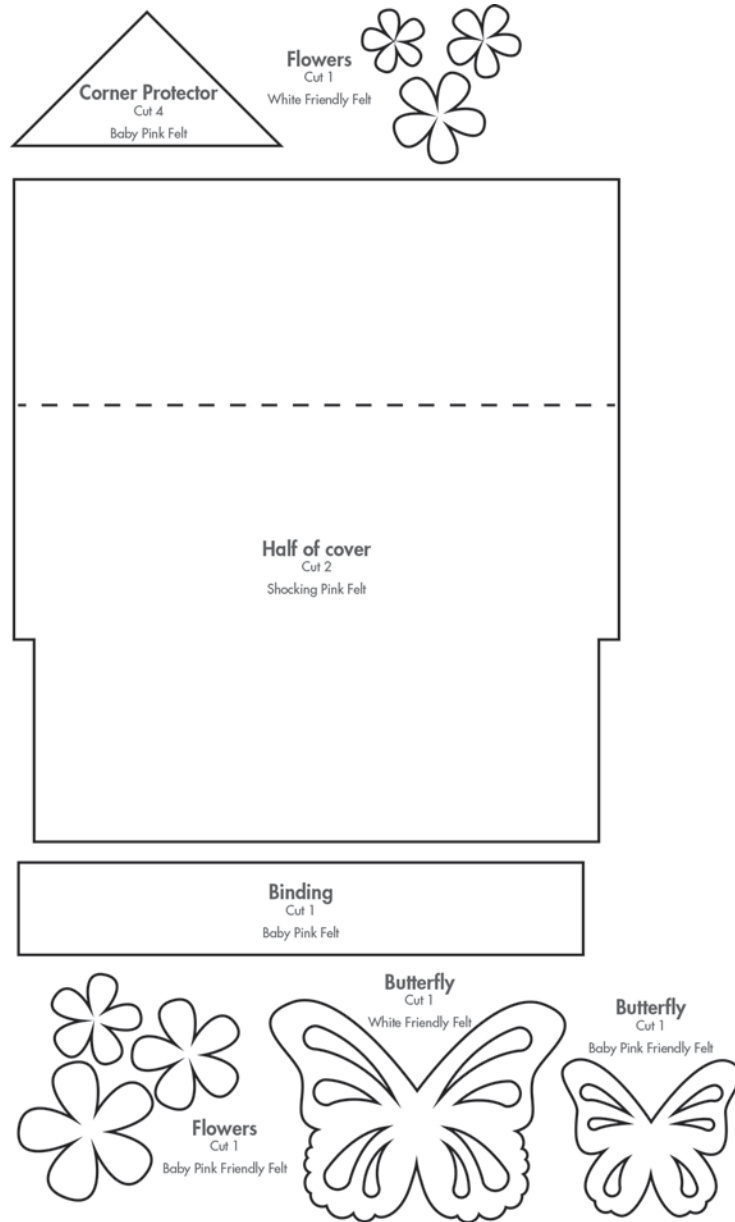 Corner Protector
Cut 4
Baby Pink Felt
Flowers
Cut 1
White Friendly Felt
Half of cover
Cut 2
Shocking Pink Felt
Binding
Cut 1
Baby Pink Felt
Flowers
Cut 1
Baby Pink Friendly Felt
Butterfly
Cut 1
White Friendly Felt
Butterfly
Cut 1
Baby Pink Friendly Felt